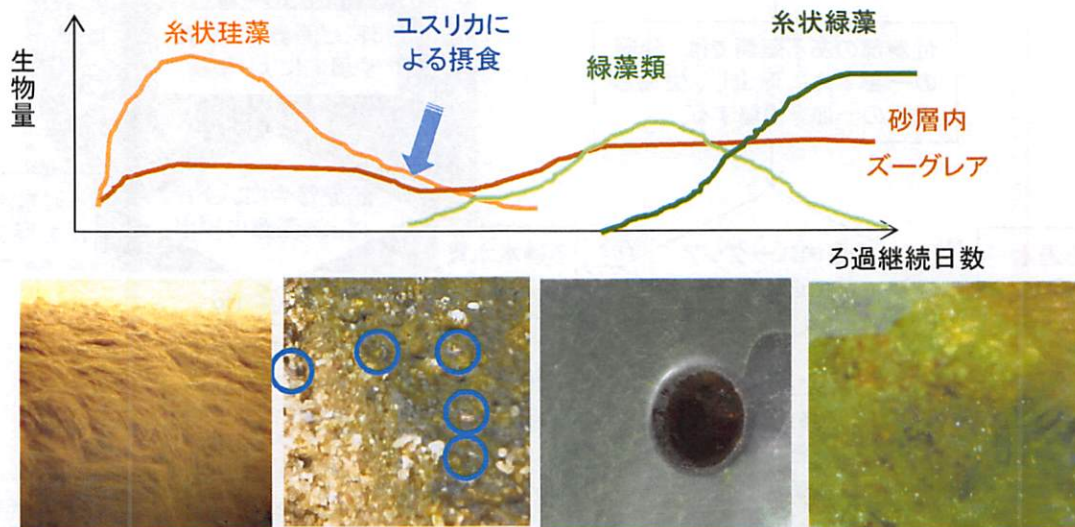 糸状珪藻
ユスリカ
による摂食
糸状緑藻
緑藻類
生物量
砂層内
ズーグレア
ろ過継続日数